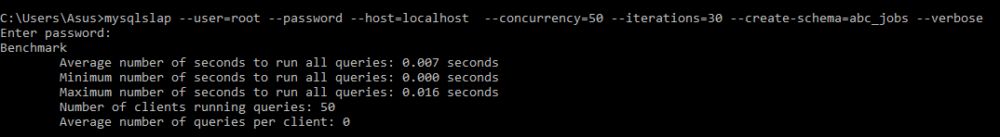 C:\Users\Asus>mysqlslap --user=root --password --host=localhost  --concurrency=50 --iterations=30 --create-schema=abc_jobs --verbose
Enter password:
Benchmark
        Average number of seconds to run all queries: 0.007 seconds
        Minimum number of seconds to run all queries: 0.000 seconds
        Maximum number of seconds to run all queries: 0.016 seconds
        Number of clients running queries: 50
        Average number of queries per client: 0